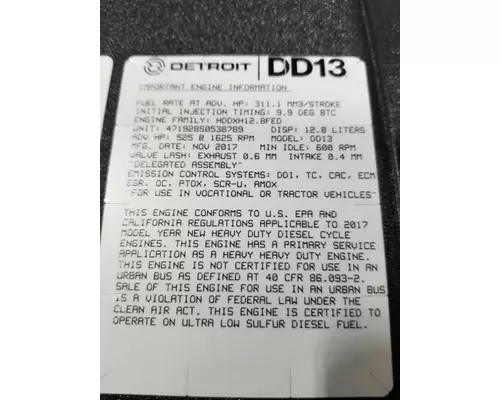 DETROIT DD13
IMPORTANT ENGINE INFORMATION
FUEL RATE AT ADV. HP: 311.1 MM3/STROKE
INITIAL INJECTION TIMING: 9.9 DEG BTC
ENGINE FAMILY: HDDXH12.8FED
UNIT: 471928S0538789 DISP: 12.8 LITERS
ADV HP: 525 @ 1625 RPM MODEL: DD13
MFG. DATE: NOV 2017 MIN IDLE: 600 RPM
VALVE LASH: EXHAUST 0.6 MM INTAKE 0.4 MM
"DELEGATED ASSEMBLY"
EMISSION CONTROL SYSTEMS: DDI, TC, CAC, ECM
EGR, OC, PTOX, SCR-U, AMOX
"FOR USE IN VOCATIONAL OR TRACTOR VEHICLES"
THIS ENGINE CONFORMS TO U.S. EPA AND
CALIFORNIA REGULATIONS APPLICABLE TO 2017
MODEL YEAR NEW HEAVY DUTY DIESEL CYCLE
ENGINES. THIS ENGINE HAS A PRIMARY SERVICE
APPLICATION AS A HEAVY HEAVY DUTY ENGINE.
THIS ENGINE IS NOT CERTIFIED FOR USE IN AN
URBAN BUS AS DEFINED AT 40 CFR 86.093-2.
SALE OF THIS ENGINE FOR USE IN AN URBAN BUS
IS A VIOLATION OF FEDERAL LAW UNDER THE
CLEAN AIR ACT. THIS ENGINE IS CERTIFIED TO
OPERATE ON ULTRA LOW SULFUR DIESEL FUEL.